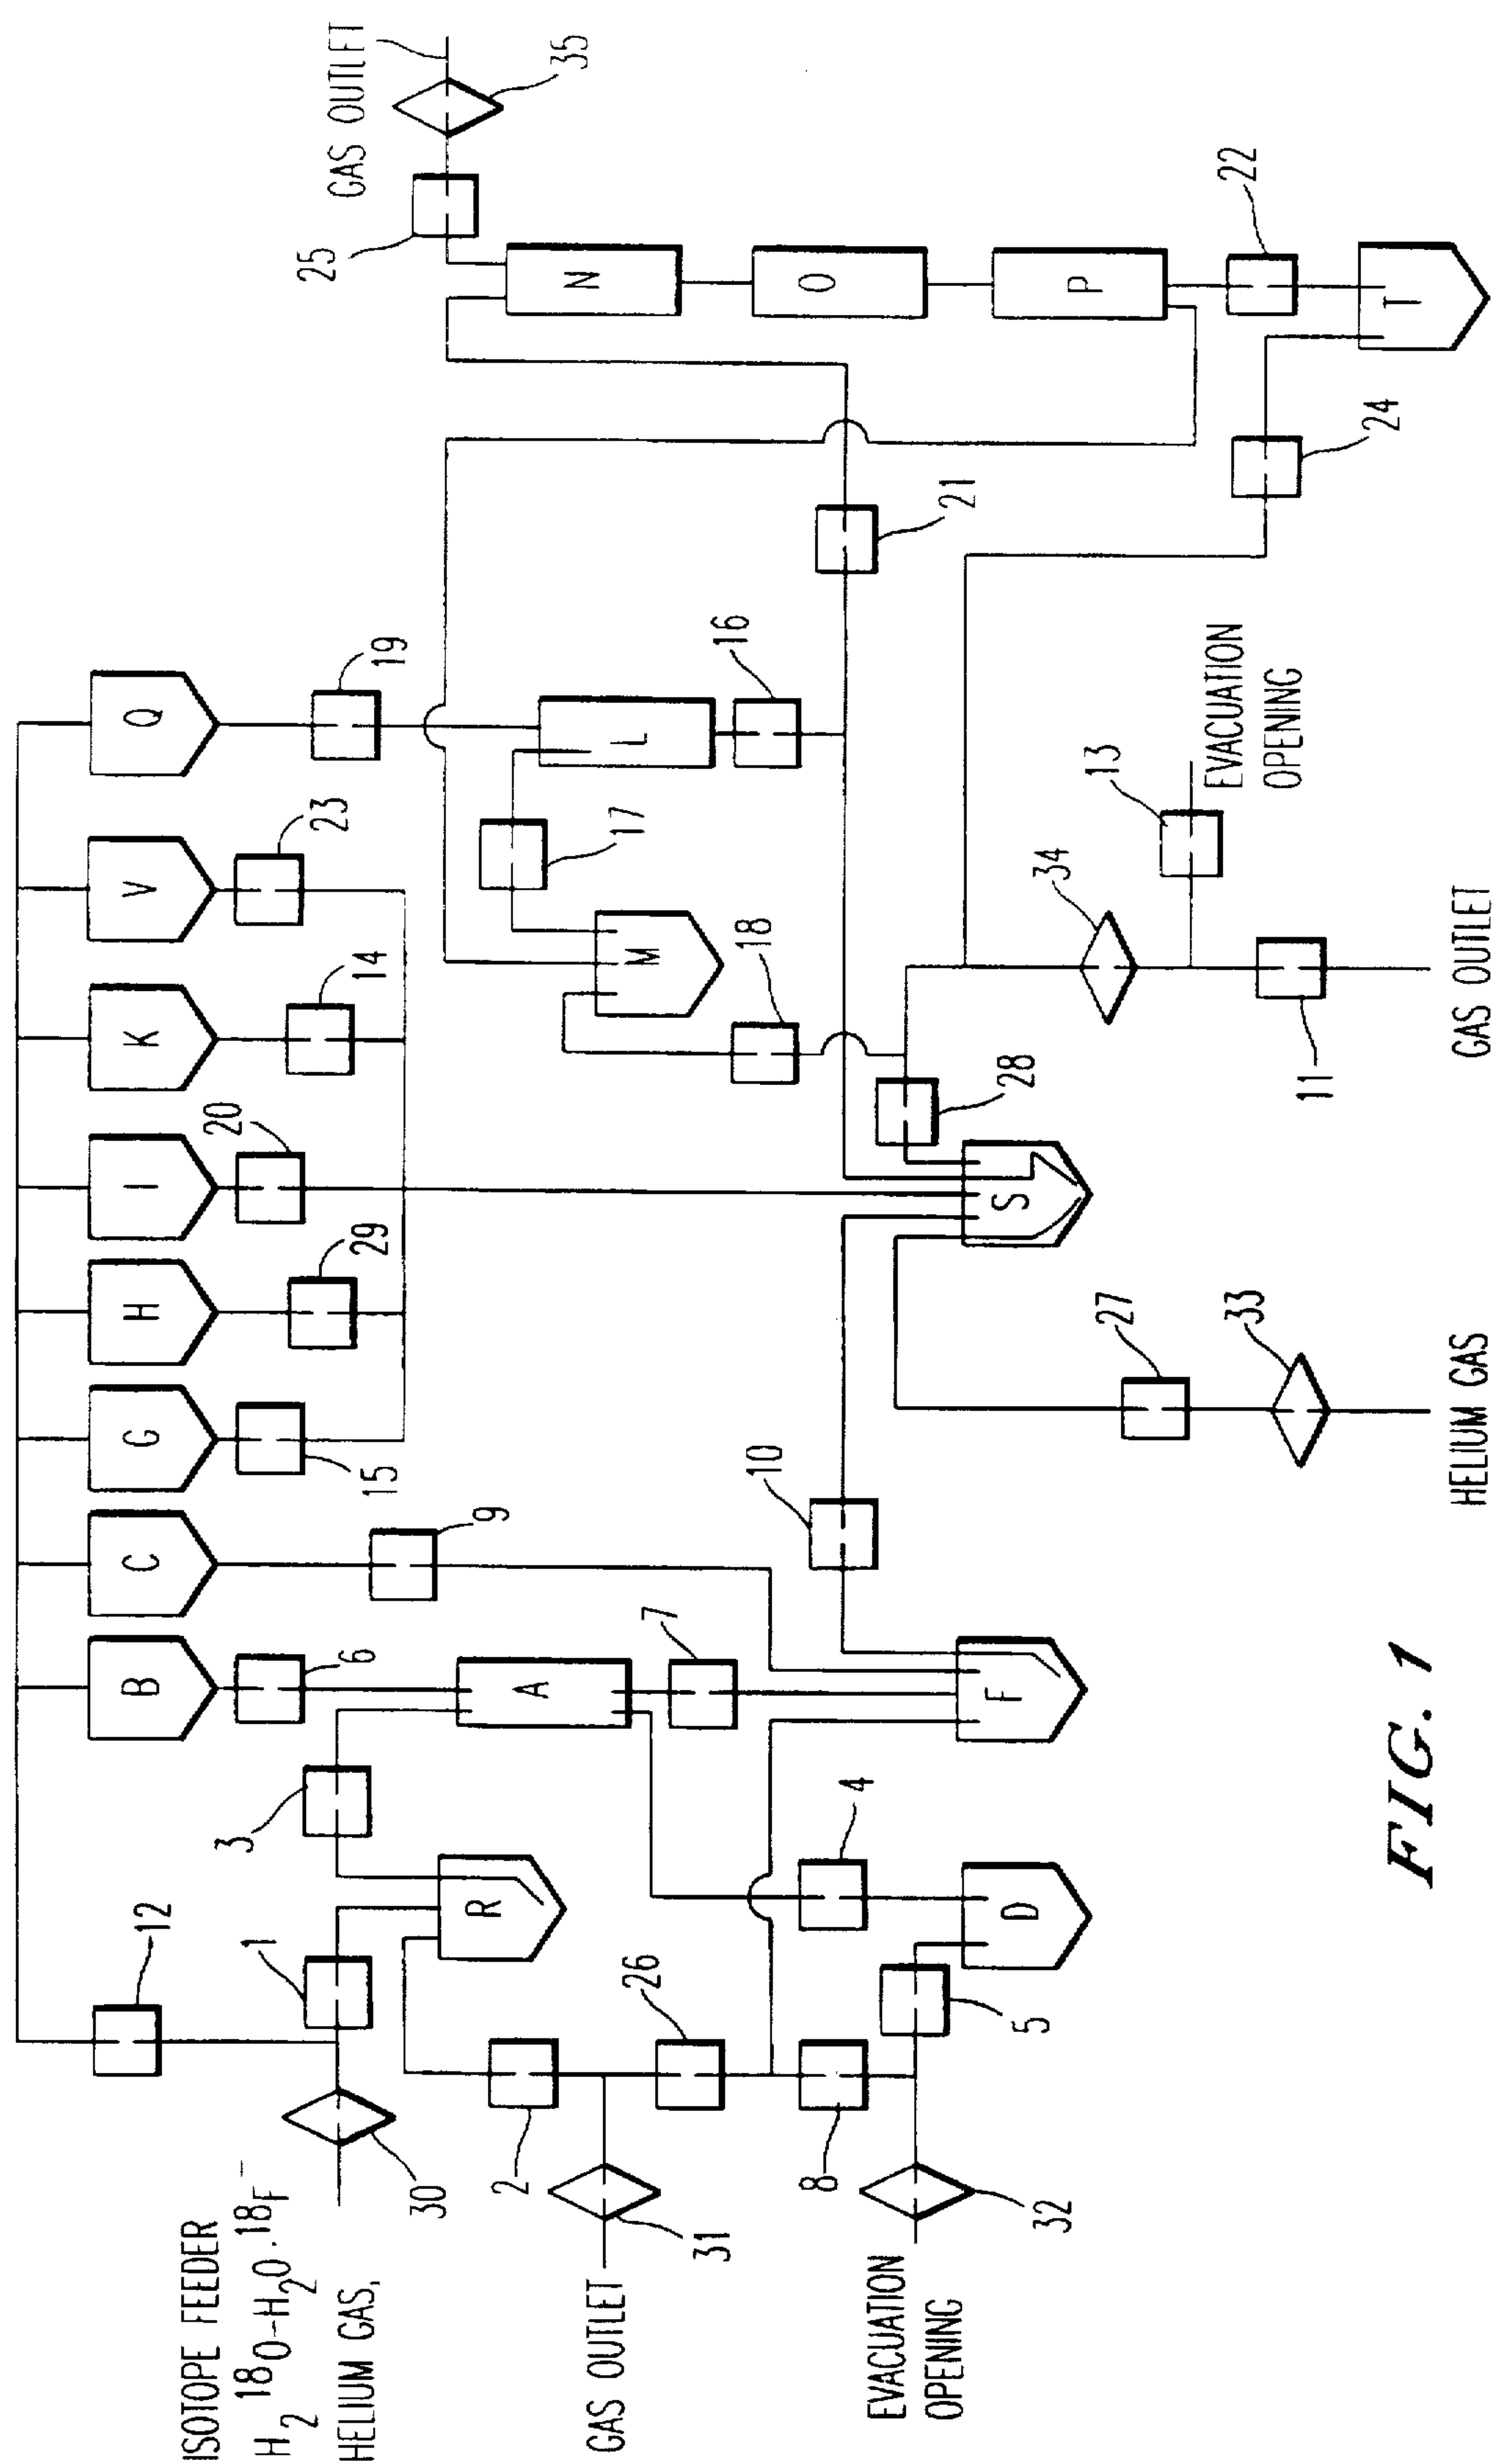 ISOTOPE FEEDER
H₂¹⁸O-H₂O.¹⁸F⁻
HELIUM GAS,
30
12
1
3
R
GAS OUTLET
31
2
26
EVACUATION
OPENING
32
8
5
4
D
B
6
A
7
F
C
9
10
G
15
H
29
I
20
K
14
V
23
Q
19
S
27
33
HELIUM GAS
28
18
M
17
L
16
34
13
EVACUATION
OPENING
11
GAS OUTLET
21
24
22
T
N
O
P
25
35
GAS OUTLET
FIG. 1